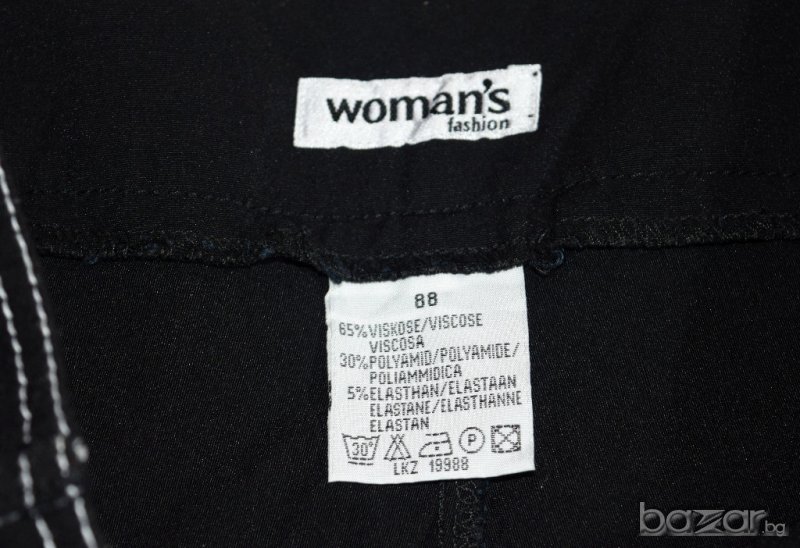 woman's
fashion
88
65% VISKOSE/VISCOSE
VISCOSA
30% POLYAMID/POLYAMIDE/
POLIAMMIDICA
5% ELASTHAN/ELASTAAN
ELASTANE/ELASTHANNE
ELASTAN
30° P
LKZ 19988
bazar.bg